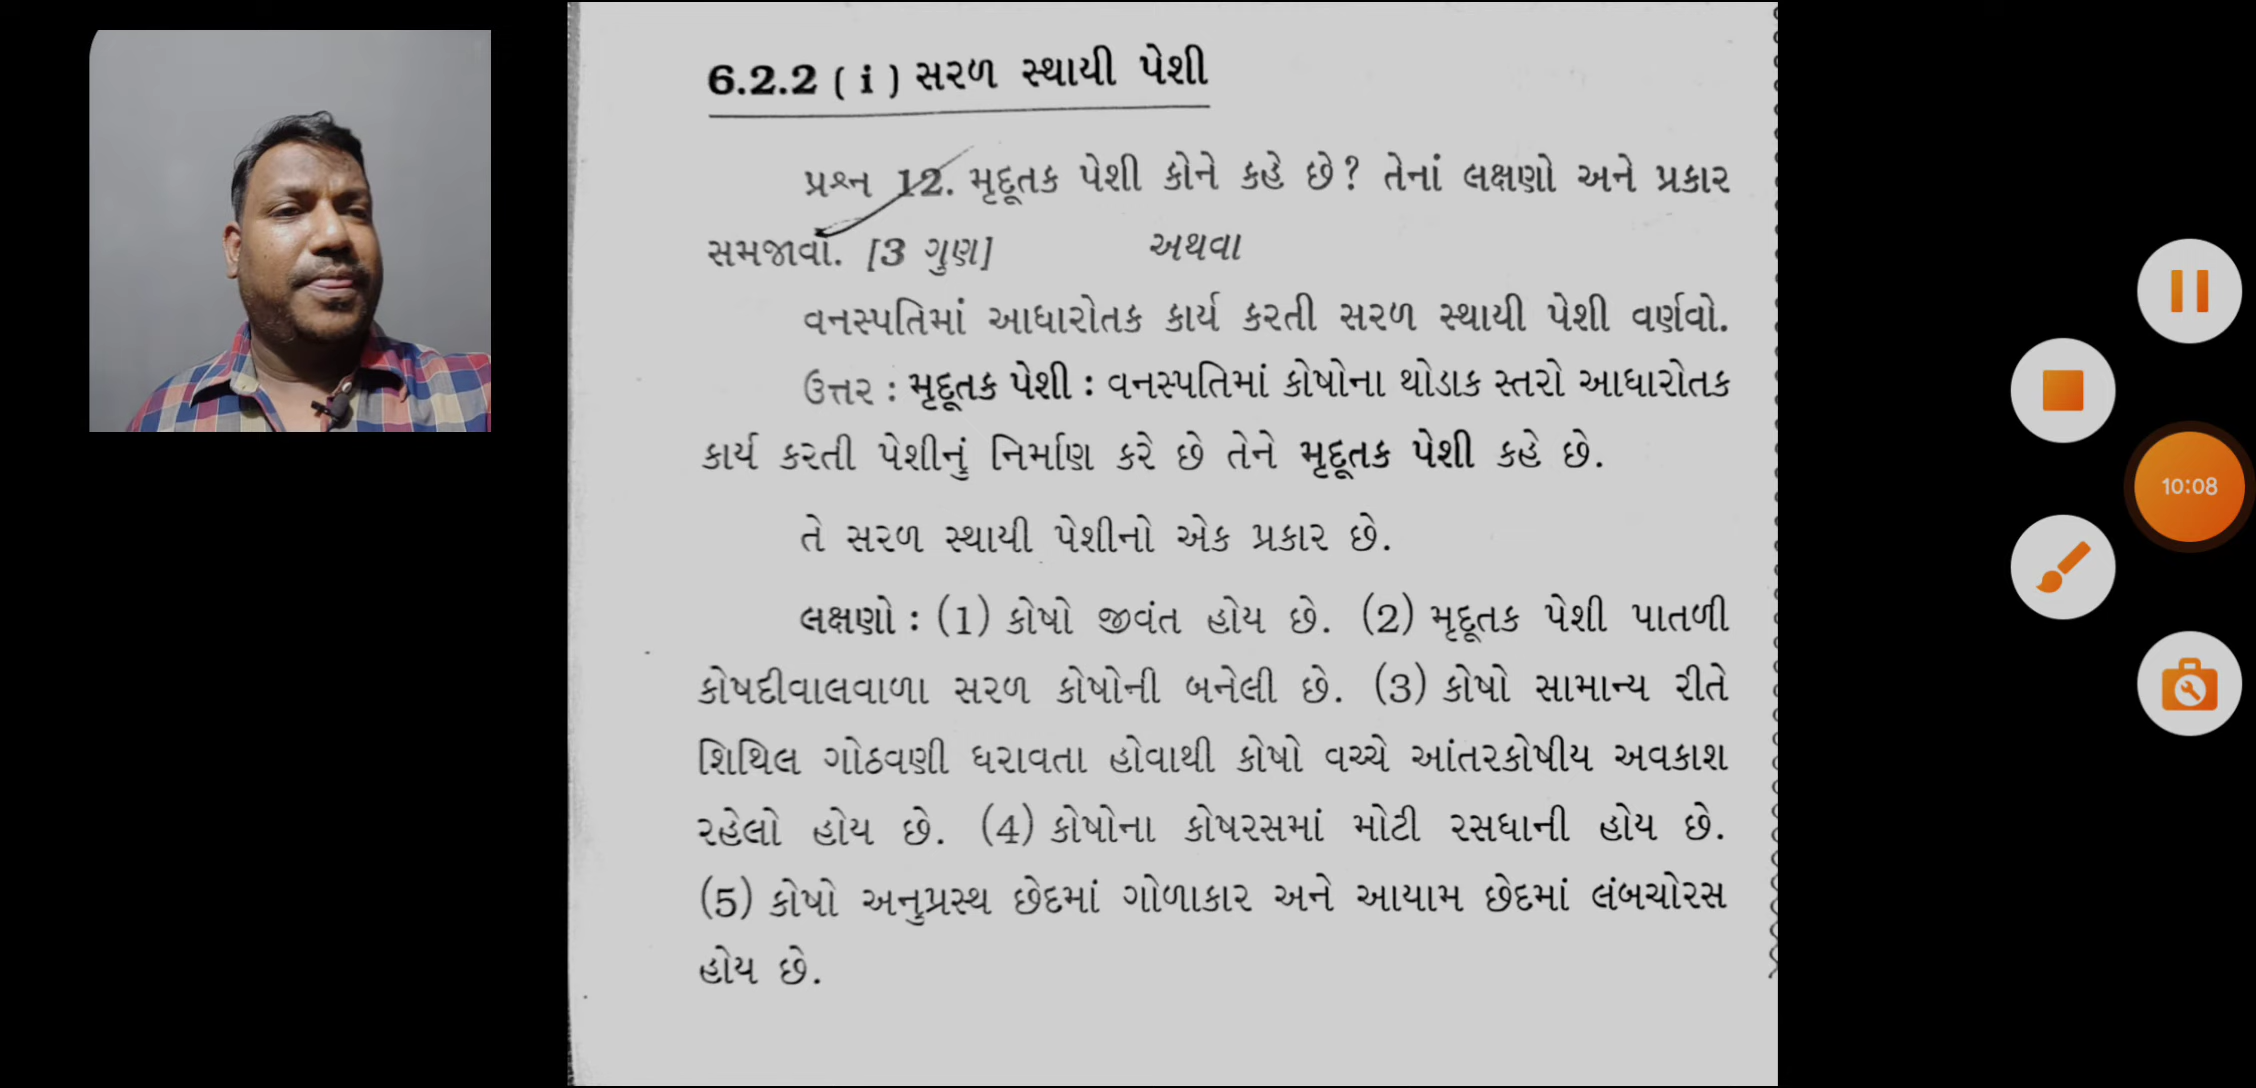 6.2.2 ( i ) સરળ સ્થાયી પેશી
પ્રશ્ન 12. મૃદૂતક પેશી કોને કહે છે? તેનાં લક્ષણો અને પ્રકાર
સમજાવો. [3 ગુણ] અથવા
વનસ્પતિમાં આધારોતક કાર્ય કરતી સરળ સ્થાયી પેશી વર્ણવો.
ઉત્તર : મૃદૂતક પેશી : વનસ્પતિમાં કોષોના થોડાક સ્તરો આધારોતક
કાર્ય કરતી પેશીનું નિર્માણ કરે છે તેને મૃદૂતક પેશી કહે છે.
તે સરળ સ્થાયી પેશીનો એક પ્રકાર છે.
લક્ષણો : (1) કોષો જીવંત હોય છે. (2) મૃદૂતક પેશી પાતળી
કોષદીવાલવાળા સરળ કોષોની બનેલી છે. (3) કોષો સામાન્ય રીતે
શિથિલ ગોઠવણી ધરાવતા હોવાથી કોષો વચ્ચે આંતરકોષીય અવકાશ
રહેલો હોય છે. (4) કોષોના કોષરસમાં મોટી રસધાની હોય છે.
(5) કોષો અનુપ્રસ્થ છેદમાં ગોળાકાર અને આયામ છેદમાં લંબચોરસ
હોય છે.
10:08